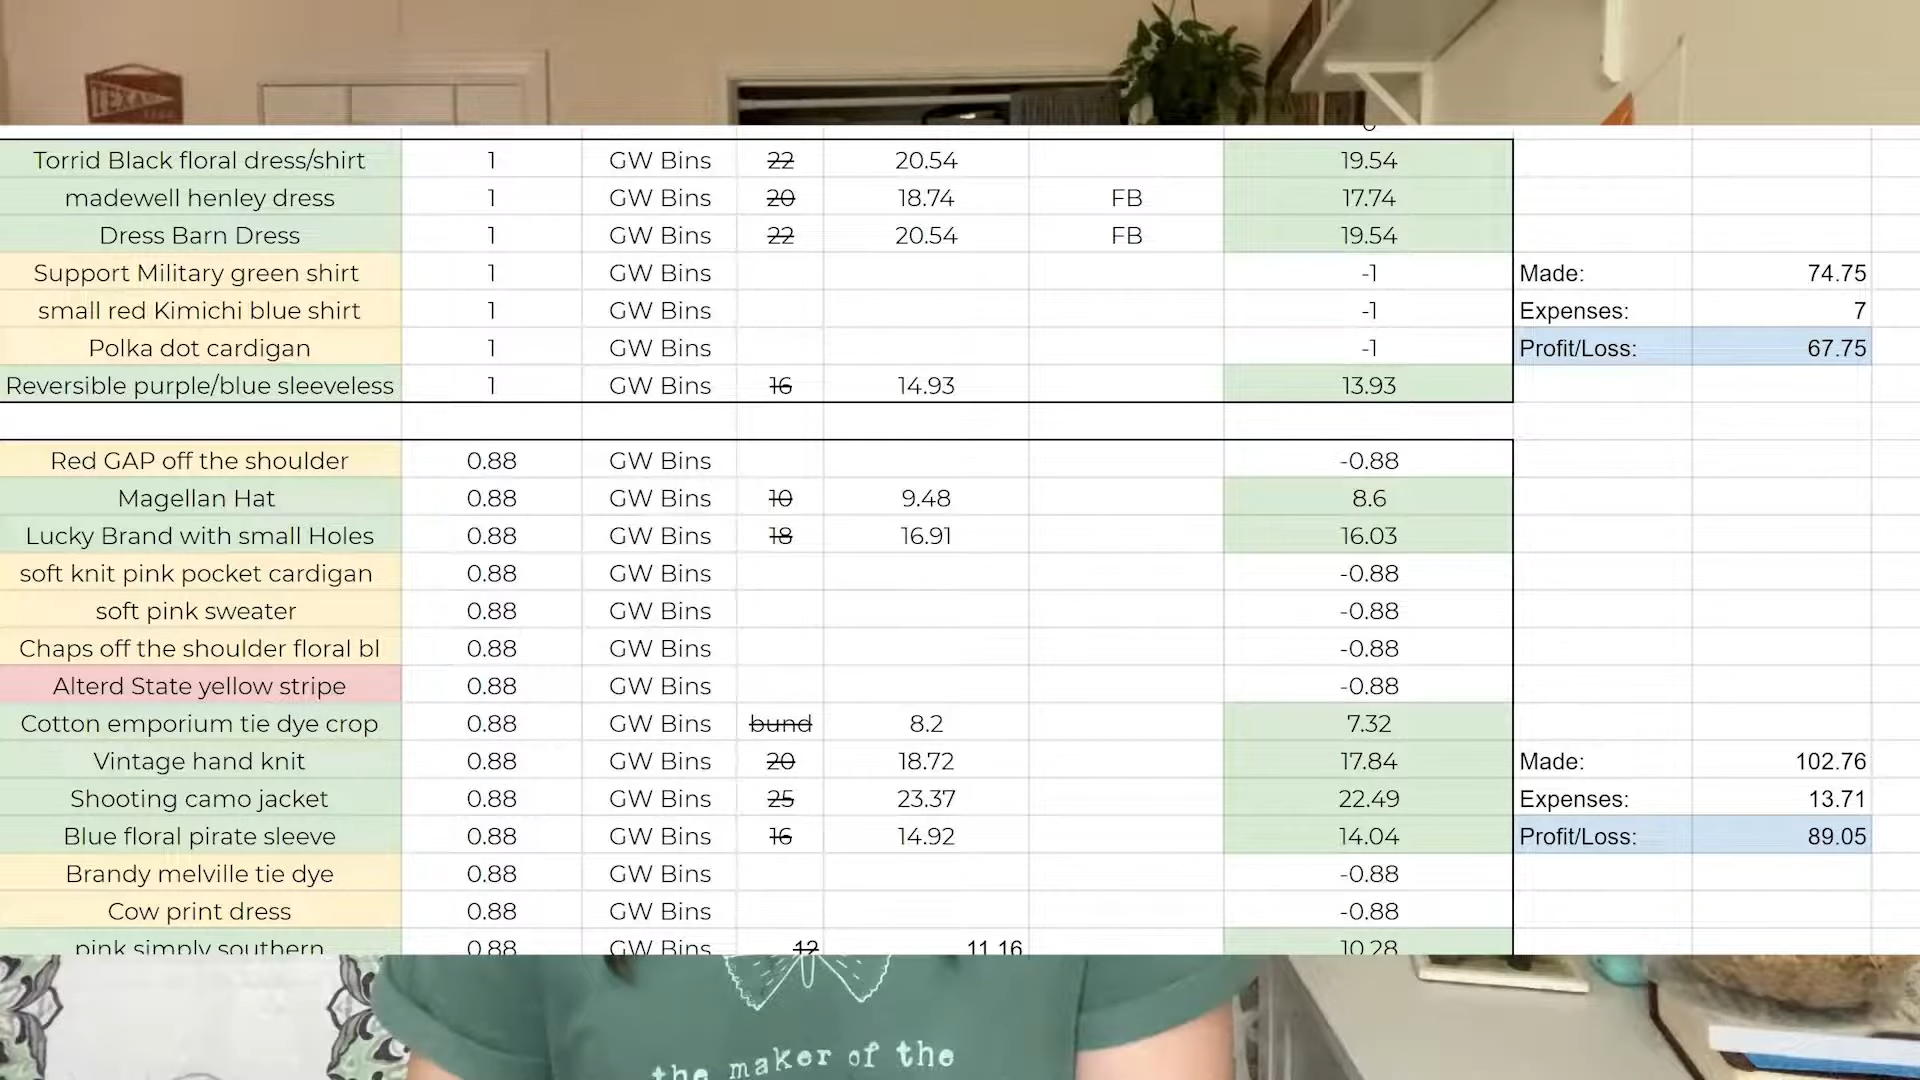 TEXAS
Torrid Black floral dress/shirt 1 GW Bins 22 20.54 19.54
madewell henley dress 1 GW Bins 20 18.74 FB 17.74
Dress Barn Dress 1 GW Bins 22 20.54 FB 19.54
Support Military green shirt 1 GW Bins -1 Made: 74.75
small red Kimichi blue shirt 1 GW Bins -1 Expenses: 7
Polka dot cardigan 1 GW Bins -1 Profit/Loss: 67.75
Reversible purple/blue sleeveless 1 GW Bins 16 14.93 13.93
Red GAP off the shoulder 0.88 GW Bins -0.88
Magellan Hat 0.88 GW Bins 10 9.48 8.6
Lucky Brand with small Holes 0.88 GW Bins 18 16.91 16.03
soft knit pink pocket cardigan 0.88 GW Bins -0.88
soft pink sweater 0.88 GW Bins -0.88
Chaps off the shoulder floral bl 0.88 GW Bins -0.88
Alterd State yellow stripe 0.88 GW Bins -0.88
Cotton emporium tie dye crop 0.88 GW Bins bund 8.2 7.32
Vintage hand knit 0.88 GW Bins 20 18.72 17.84 Made: 102.76
Shooting camo jacket 0.88 GW Bins 25 23.37 22.49 Expenses: 13.71
Blue floral pirate sleeve 0.88 GW Bins 16 14.92 14.04 Profit/Loss: 89.05
Brandy melville tie dye 0.88 GW Bins -0.88
Cow print dress 0.88 GW Bins -0.88
pink simply southern 0.88 GW Bins 12 11.16 10.28
the maker of the